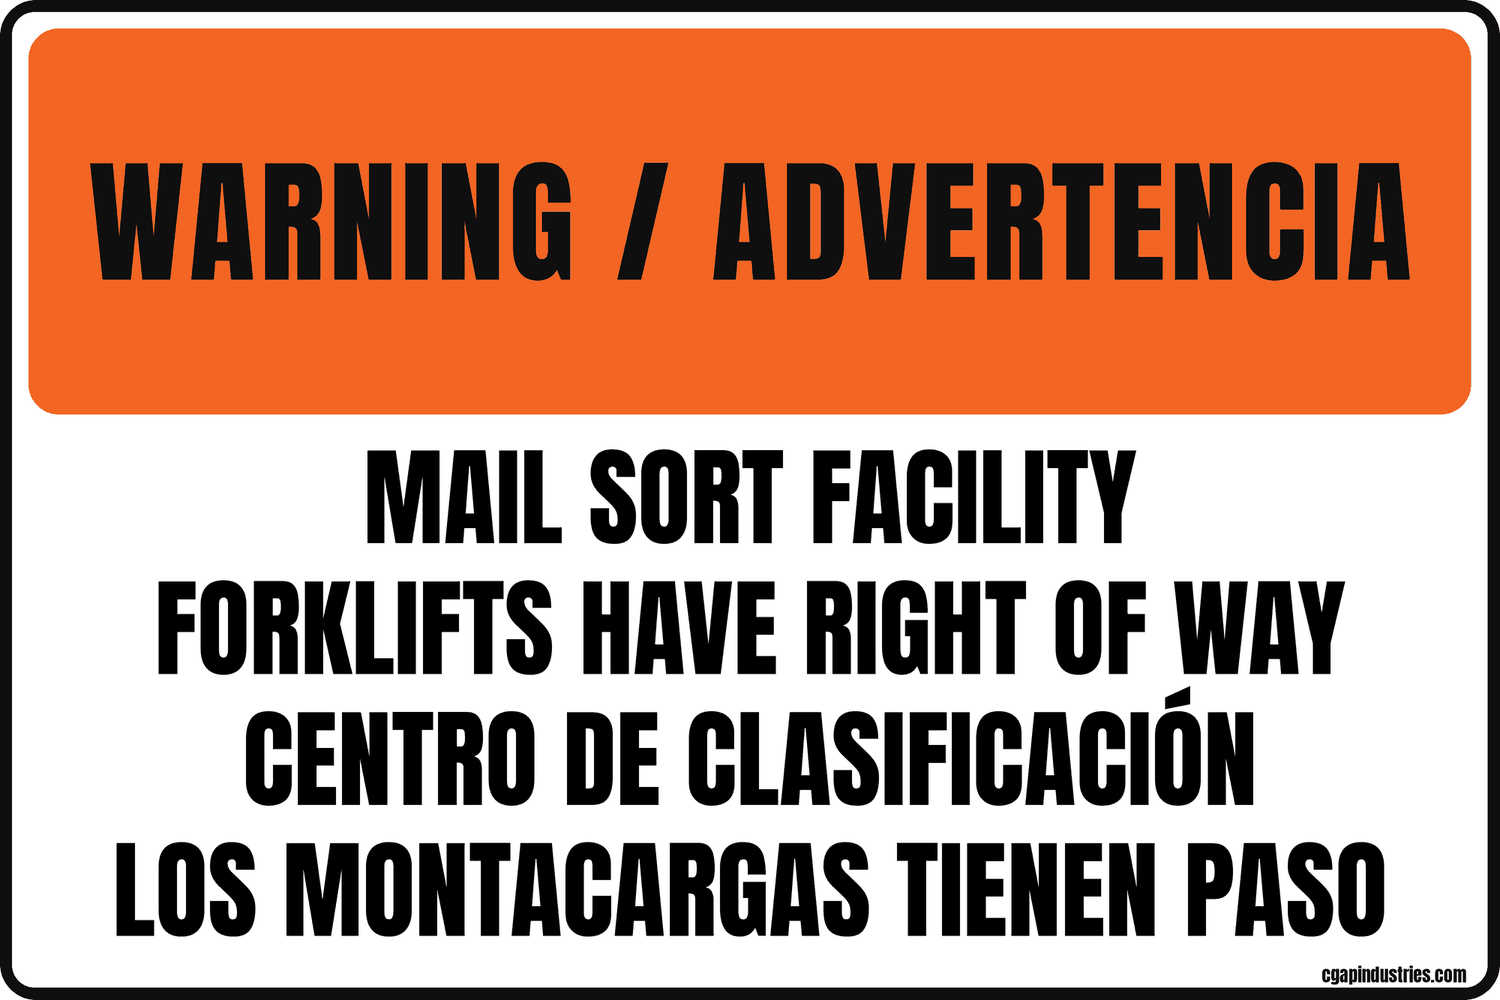 WARNING / ADVERTENCIA
MAIL SORT FACILITY
FORKLIFTS HAVE RIGHT OF WAY
CENTRO DE CLASIFICACIÓN
LOS MONTACARGAS TIENEN PASO
cgapindustries.com